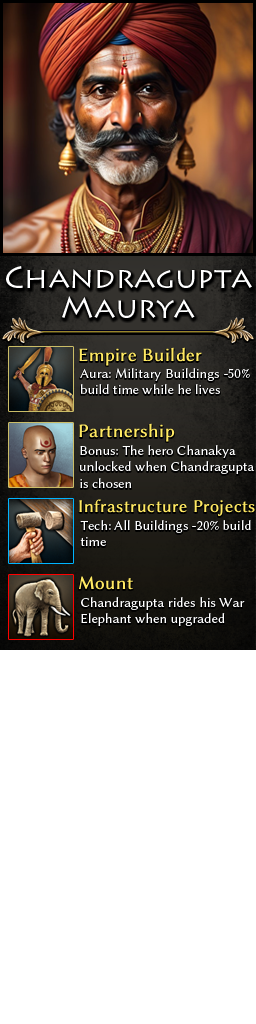 Chandragupta
Maurya
Empire Builder
Aura: Military Buildings -50%
build time while he lives
Partnership
Bonus: The hero Chanakya
unlocked when Chandragupta
is chosen
Infrastructure Projects
Tech: All Buildings -20% build
time
Mount
Chandragupta rides his War
Elephant when upgraded